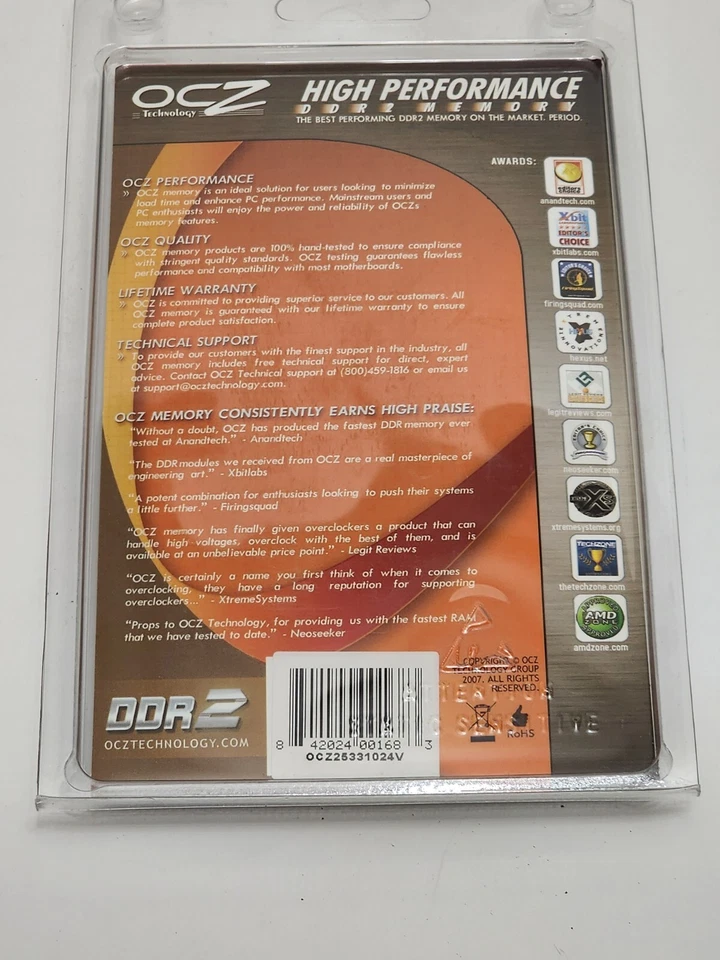 OCZ
Technology
HIGH PERFORMANCE
DDR2 MEMORY
THE BEST PERFORMING DDR2 MEMORY ON THE MARKET. PERIOD.
AWARDS:
anandtech.com
Xbit
EDITOR'S
CHOICE
xbitlabs.com
firingsquad.com
hexus.net
legitreviews.com
neoseeker.com
xtremesystems.org
TECHZONE
thetechzone.com
AMD
ZONE
amdzone.com
OCZ PERFORMANCE
» OCZ memory is an ideal solution for users looking to minimize
load time and enhance PC performance. Mainstream users and
PC enthusiasts will enjoy the power and reliability of OCZs
memory features.
OCZ QUALITY
» OCZ memory products are 100% hand-tested to ensure compliance
with stringent quality standards. OCZ testing guarantees flawless
performance and compatibility with most motherboards.
LIFETIME WARRANTY
» OCZ is committed to providing superior service to our customers. All
OCZ memory is guaranteed with our lifetime warranty to ensure
complete product satisfaction.
TECHNICAL SUPPORT
» To provide our customers with the finest support in the industry, all
OCZ memory includes free technical support for direct, expert
advice. Contact OCZ Technical support at (800)459-1816 or email us
at support@ocztechnology.com.
OCZ MEMORY CONSISTENTLY EARNS HIGH PRAISE:
"Without a doubt, OCZ has produced the fastest DDR memory ever
tested at Anandtech." - Anandtech
"The DDR modules we received from OCZ are a real masterpiece of
engineering art." - Xbitlabs
"A potent combination for enthusiasts looking to push their systems
a little further." - Firingsquad
"OCZ memory has finally given overclockers a product that can
handle high voltages, overclock with the best of them, and is
available at an unbelievable price point." - Legit Reviews
"OCZ is certainly a name you first think of when it comes to
overclocking, they have a long reputation for supporting
overclockers..." - XtremeSystems
"Props to OCZ Technology, for providing us with the fastest RAM
that we have tested to date." - Neoseeker
COPYRIGHT © OCZ
TECHNOLOGY GROUP
2007. ALL RIGHTS
RESERVED.
ATTENTION
STATIC SENSITIVE
RoHS
DDR2
OCZTECHNOLOGY.COM
8 42024 00168 3
OCZ25331024V